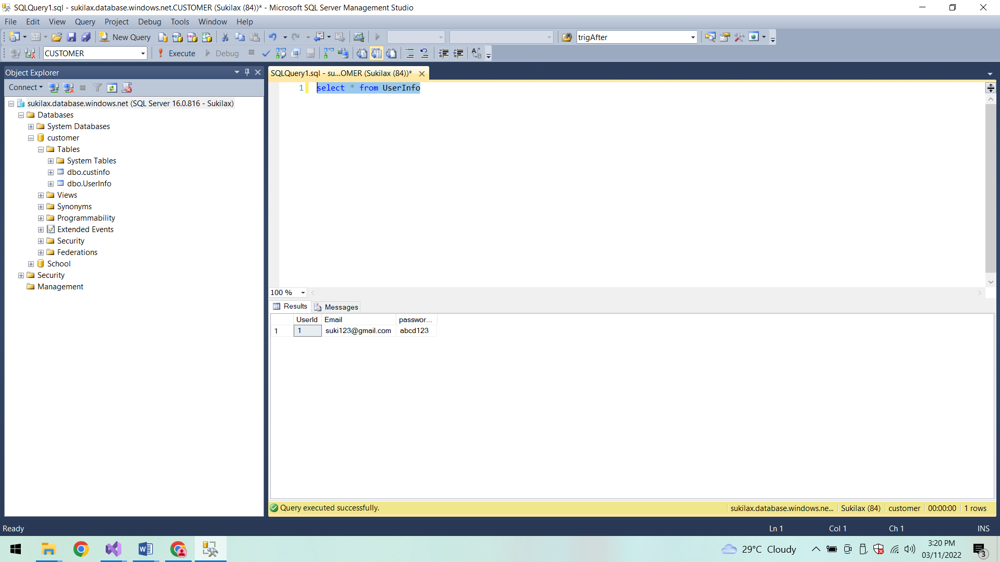 SQLQuery1.sql - sukilax.database.windows.net.CUSTOMER (Sukilax (84))* - Microsoft SQL Server Management Studio
File Edit View Query Project Debug Tools Window Help
New Query trigAfter
CUSTOMER Execute Debug
Object Explorer
Connect
sukilax.database.windows.net (SQL Server 16.0.816 - Sukilax)
Databases
System Databases
customer
Tables
System Tables
dbo.custinfo
dbo.UserInfo
Views
Synonyms
Programmability
Extended Events
Security
Federations
School
Security
Management
SQLQuery1.sql - su...OMER (Sukilax (84))*
1 select * from UserInfo
100 %
Results Messages
UserId Email passwor...
1 1 suki123@gmail.com abcd123
Query executed successfully. sukilax.database.windows.ne... Sukilax (84) customer 00:00:00 1 rows
Ready Ln 1 Col 1 Ch 1 INS
29°C Cloudy
3:20 PM
03/11/2022
3